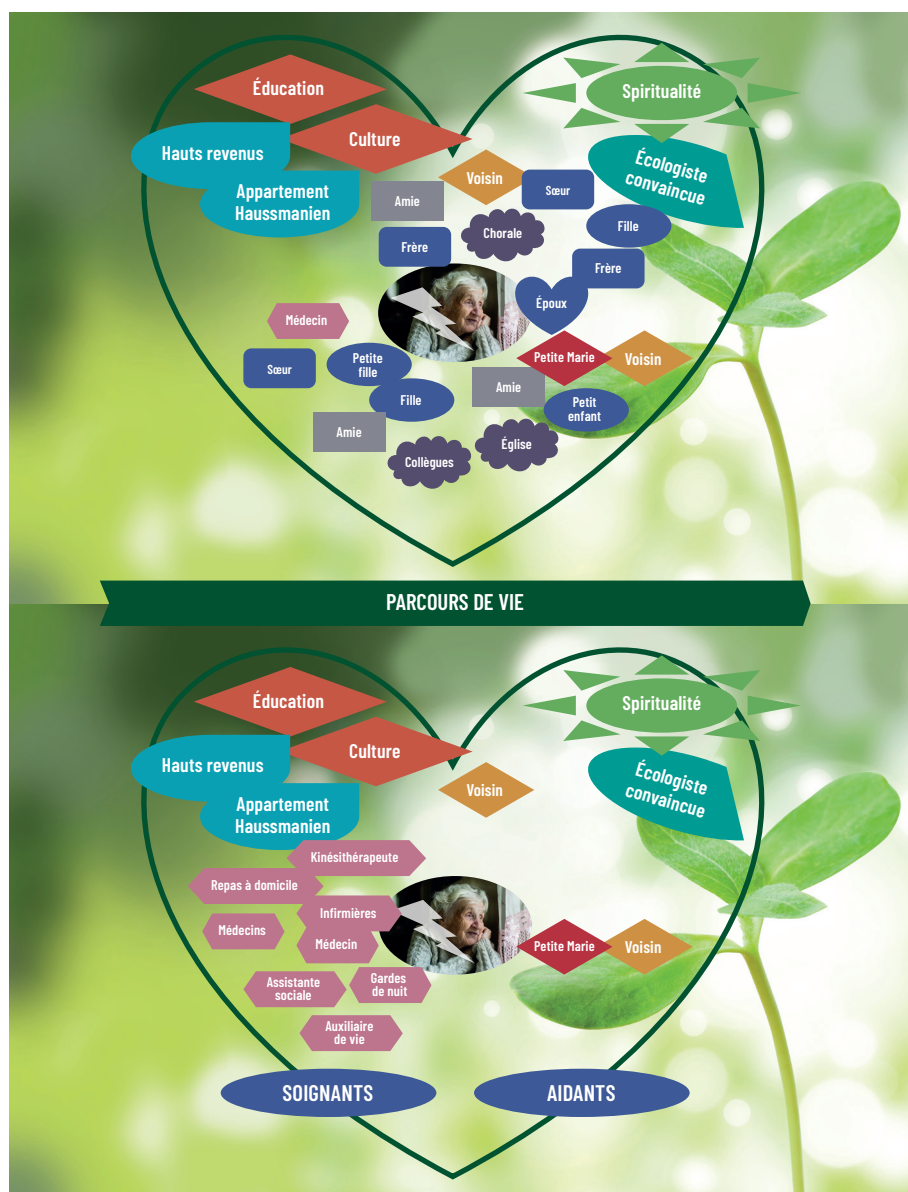 Éducation
Spiritualité
Culture
Hauts revenus
Écologiste
convaincue
Voisin
Appartement
Haussmanien
Sœur
Amie
Fille
Chorale
Frère
Frère
Époux
Médecin
Petite
fille
Petite Marie
Voisin
Sœur
Amie
Fille
Petit
enfant
Amie
Église
Collègues
PARCOURS DE VIE
Éducation
Spiritualité
Culture
Hauts revenus
Écologiste
convaincue
Voisin
Appartement
Haussmanien
Kinésithérapeute
Repas à domicile
Infirmières
Médecins
Médecin
Petite Marie
Voisin
Assistante
sociale
Gardes
de nuit
Auxiliaire
de vie
SOIGNANTS
AIDANTS